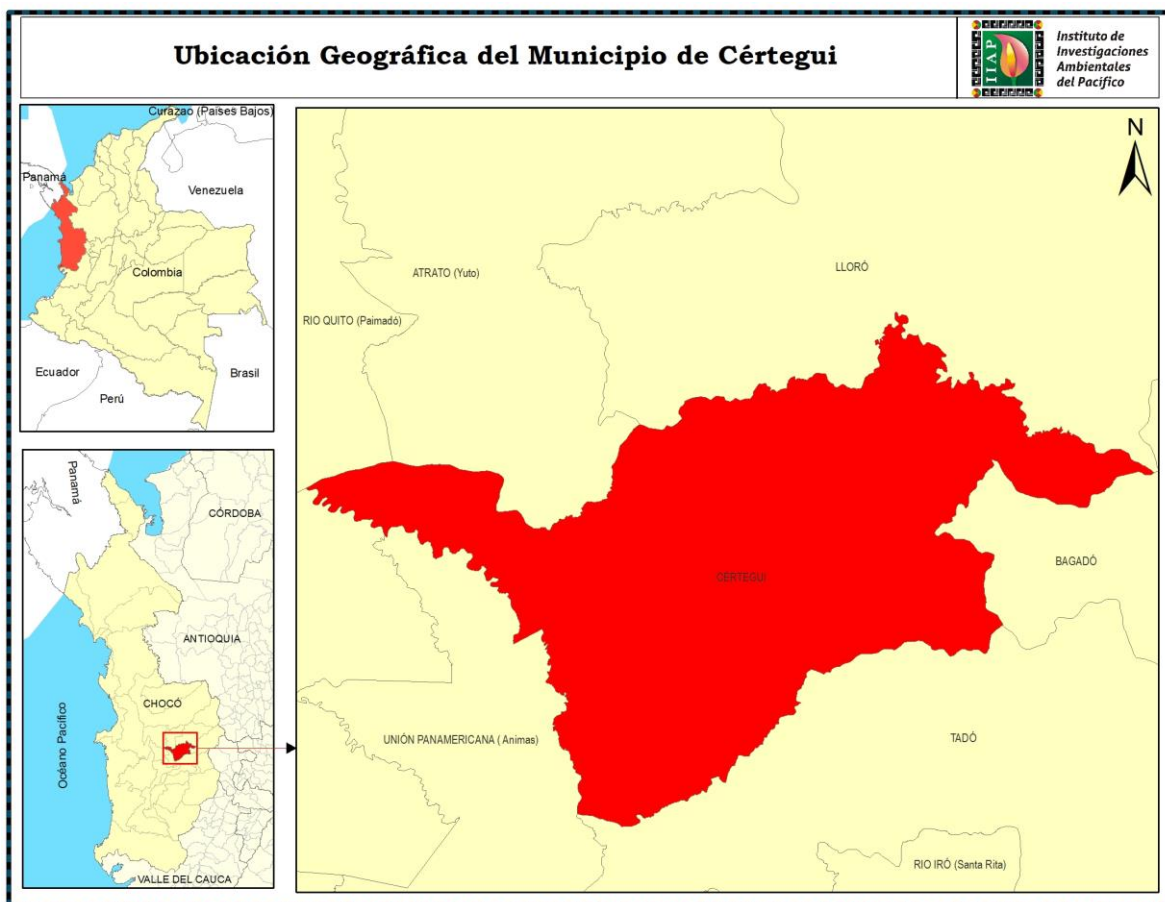 Ubicación Geográfica del Municipio de Cértegui
IIAP
Instituto de
Investigaciones
Ambientales
del Pacífico
Curazao (Países Bajos)
Panamá
Venezuela
Colombia
Ecuador
Brasil
Perú
Panamá
CÓRDOBA
ANTIOQUIA
CHOCÓ
Océano Pacífico
VALLE DEL CAUCA
N
ATRATO (Yuto)
LLORÓ
RIO QUITO (Paimadó)
BAGADÓ
CÉRTEGUI
UNIÓN PANAMERICANA ( Animas)
TADÓ
RIO IRÓ (Santa Rita)